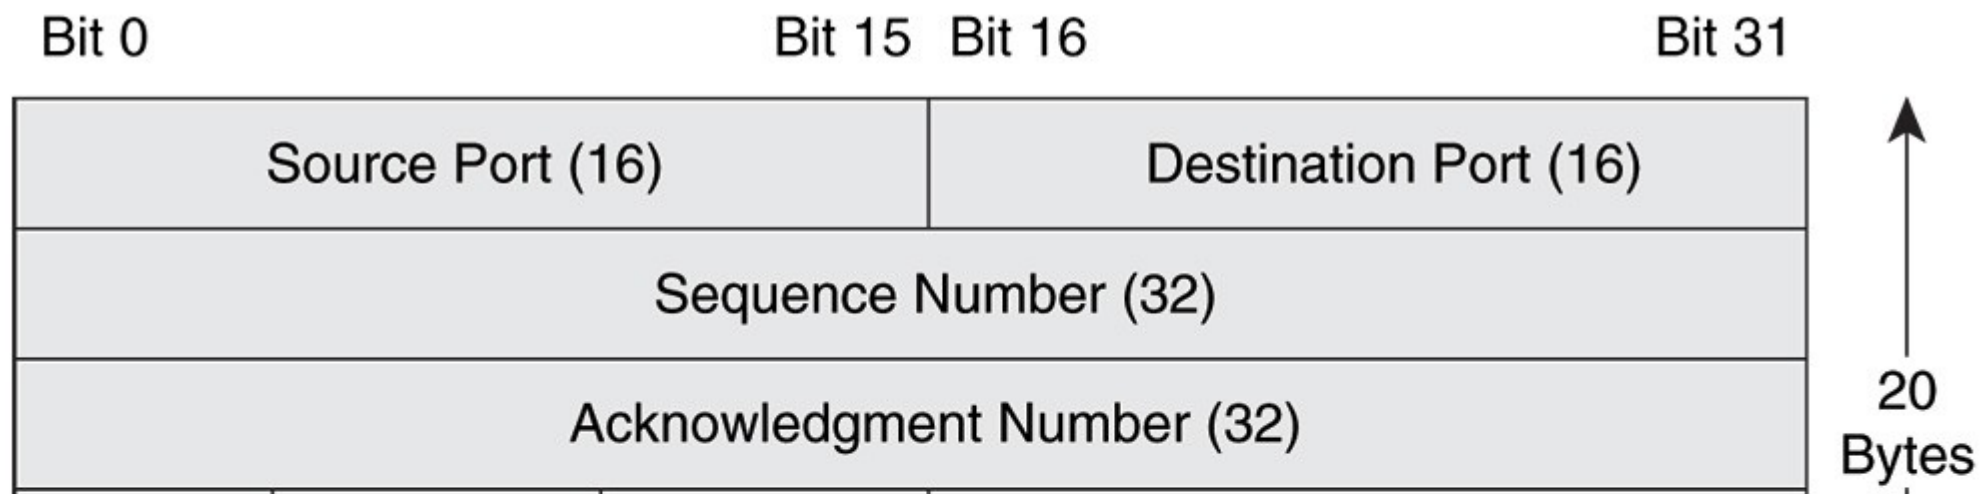 Bit 0 Bit 15 Bit 16 Bit 31
Source Port (16) Destination Port (16)
Sequence Number (32)
Acknowledgment Number (32)
20
Bytes